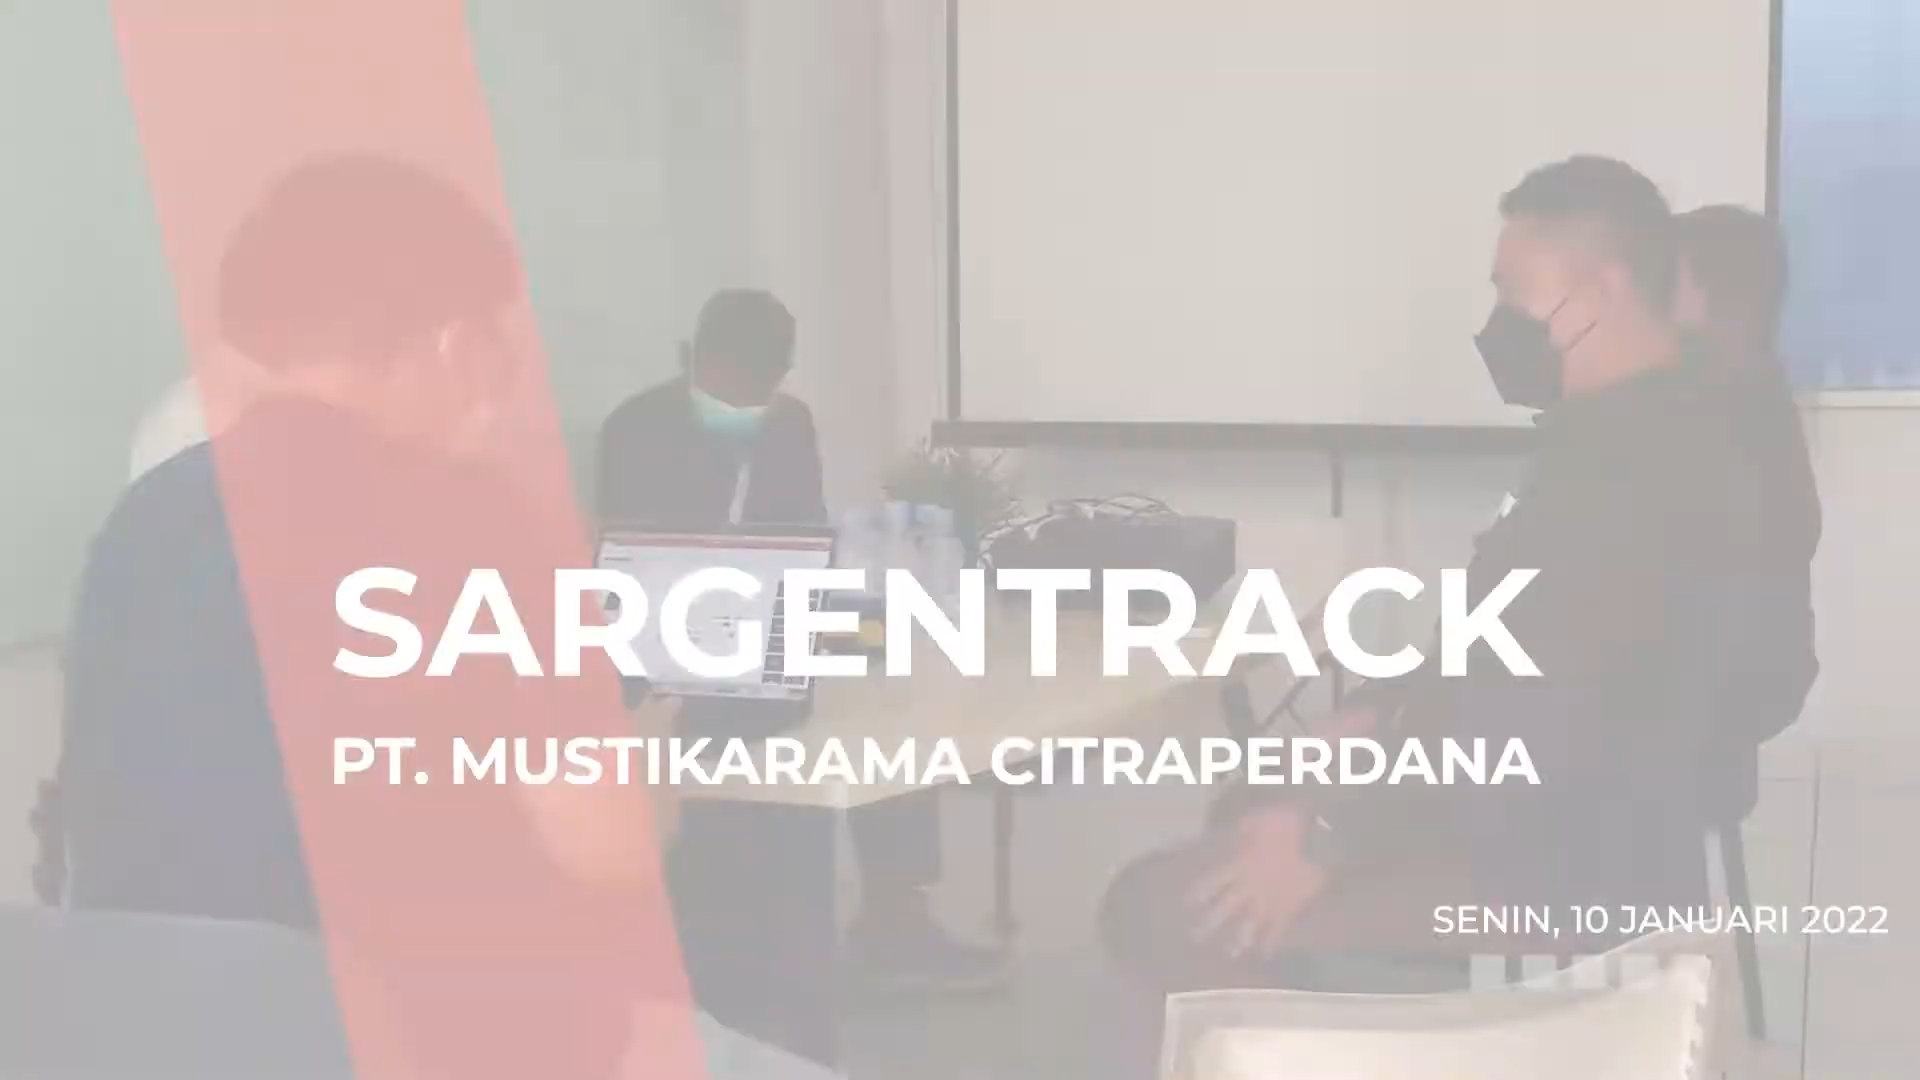 SARGENTRACK
PT. MUSTIKARAMA CITRAPERDANA
SENIN, 10 JANUARI 2022